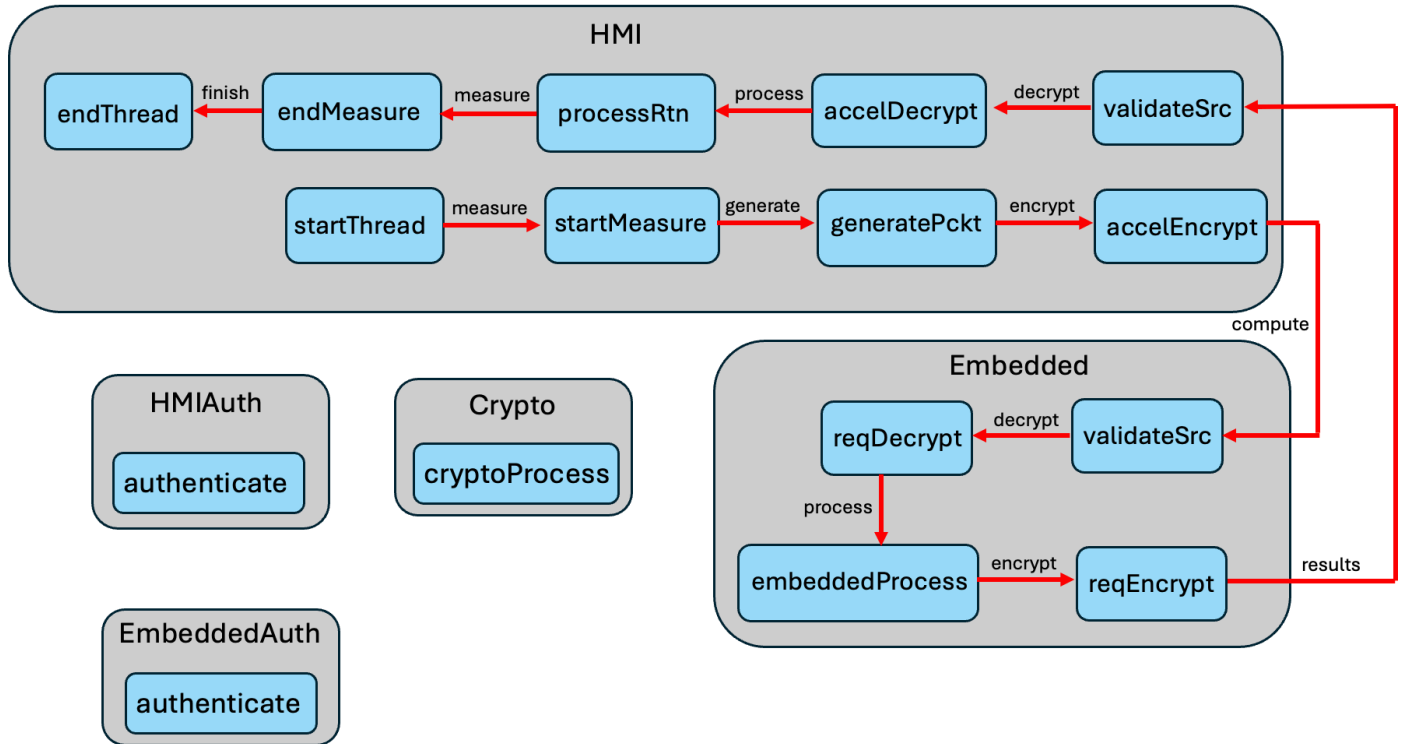 HMI
endThread
finish
endMeasure
measure
processRtn
process
accelDecrypt
decrypt
validateSrc
startThread
measure
startMeasure
generate
generatePckt
encrypt
accelEncrypt
compute
HMIAuth
authenticate
Crypto
cryptoProcess
Embedded
reqDecrypt
decrypt
validateSrc
process
embeddedProcess
encrypt
reqEncrypt
results
EmbeddedAuth
authenticate